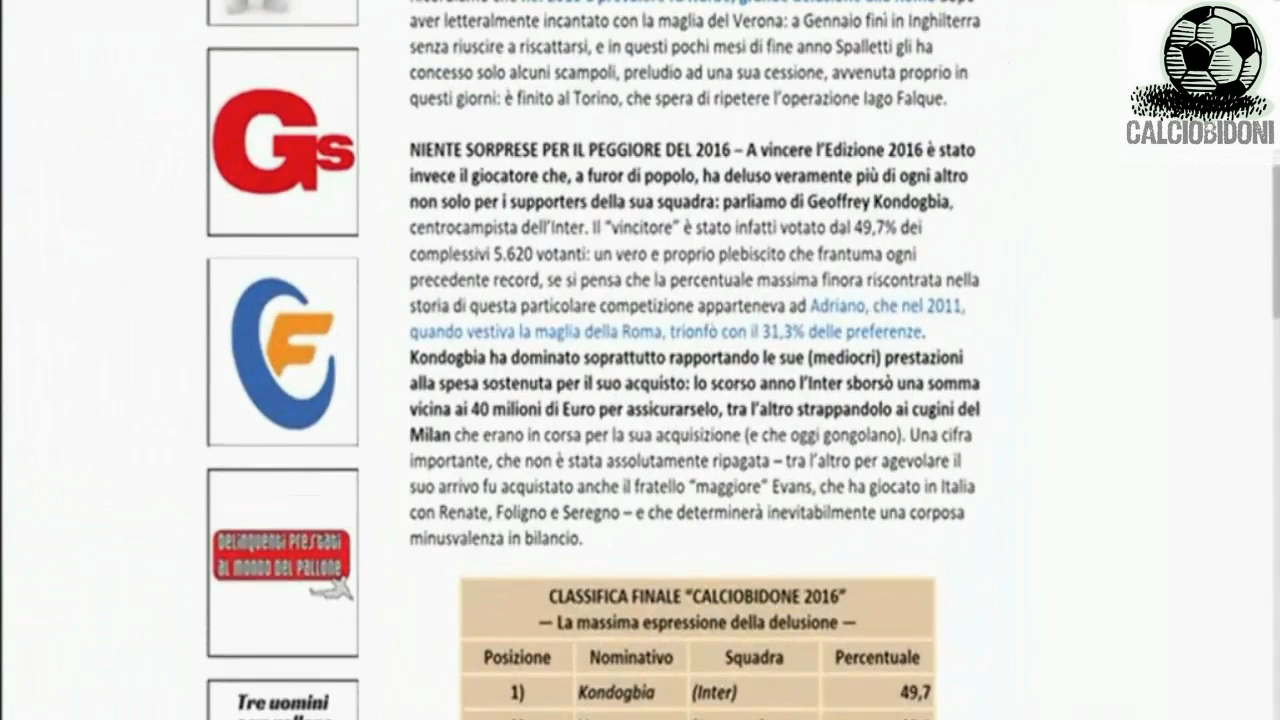 aver letteralmente incantato con la maglia del Verona: a Gennaio finì in Inghilterra
senza riuscire a riscattarsi, e in questi pochi mesi di fine anno Spalletti gli ha
concesso solo alcuni scampoli, preludio ad una sua cessione, avvenuta proprio in
questi giorni: è finito al Torino, che spera di ripetere l'operazione Iago Falque.
CALCIOBIDONI
Gs
NIENTE SORPRESE PER IL PEGGIORE DEL 2016 – A vincere l'Edizione 2016 è stato
invece il giocatore che, a furor di popolo, ha deluso veramente più di ogni altro
non solo per i supporters della sua squadra: parliamo di Geoffrey Kondogbia,
centrocampista dell'Inter. Il "vincitore" è stato infatti votato dal 49,7% dei
complessivi 5.620 votanti: un vero e proprio plebiscito che frantuma ogni
precedente record, se si pensa che la percentuale massima finora riscontrata nella
storia di questa particolare competizione apparteneva ad Adriano, che nel 2011,
quando vestiva la maglia della Roma, trionfò con il 31,3% delle preferenze.
Kondogbia ha dominato soprattutto rapportando le sue (mediocri) prestazioni
alla spesa sostenuta per il suo acquisto: lo scorso anno l'Inter sborsò una somma
vicina ai 40 milioni di Euro per assicurarselo, tra l'altro strappandolo ai cugini del
Milan che erano in corsa per la sua acquisizione (e che oggi gongolano). Una cifra
importante, che non è stata assolutamente ripagata – tra l'altro per agevolare il
suo arrivo fu acquistato anche il fratello "maggiore" Evans, che ha giocato in Italia
con Renate, Foligno e Seregno – e che determinerà inevitabilmente una corposa
minusvalenza in bilancio.
CF
DELINQUENTI PRESTATI
AL MONDO DEL PALLONE
Tre uomini
CLASSIFICA FINALE "CALCIOBIDONE 2016"
— La massima espressione della delusione —
Posizione Nominativo Squadra Percentuale
1) Kondogbia (Inter) 49,7